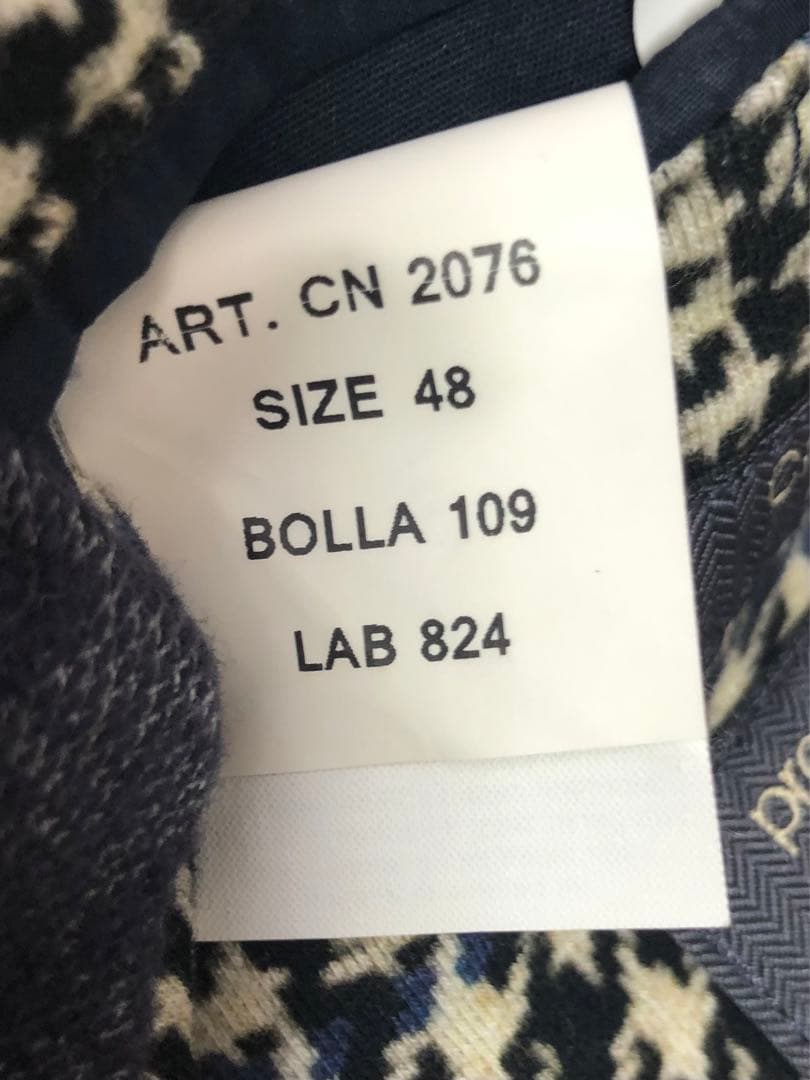 ART. CN 2076
SIZE 48
BOLLA 109
LAB 824